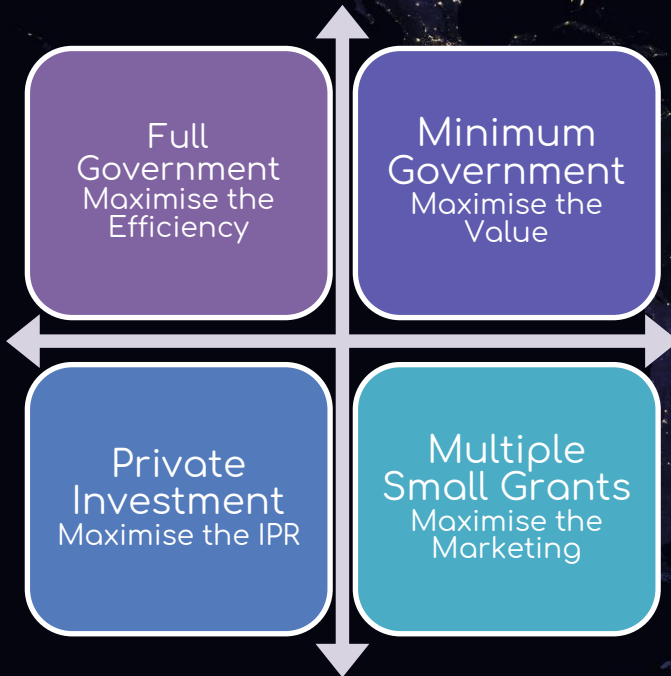 Full
Government
Maximise the
Efficiency
Minimum
Government
Maximise the
Value
Private
Investment
Maximise the IPR
Multiple
Small Grants
Maximise the
Marketing